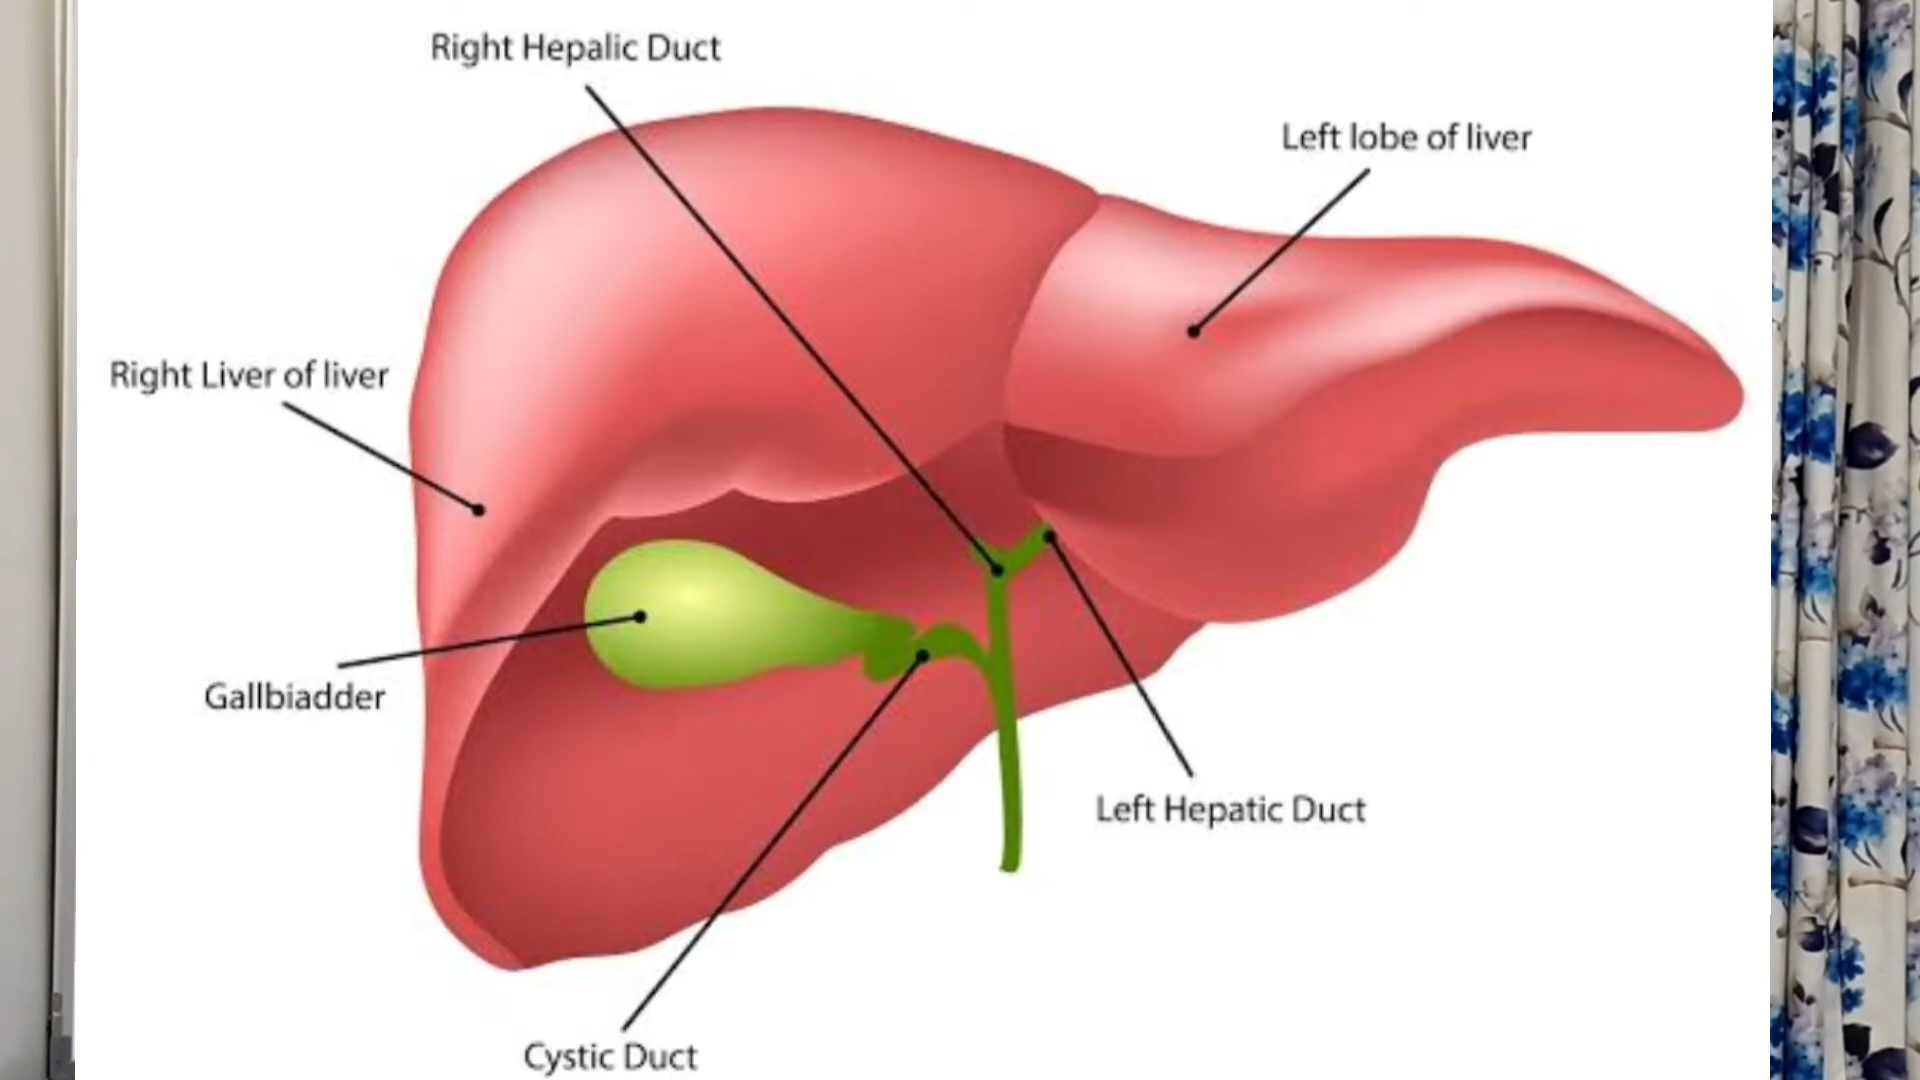 Right Hepalic Duct
Left lobe of liver
Right Liver of liver
Gallbiadder
Left Hepatic Duct
Cystic Duct